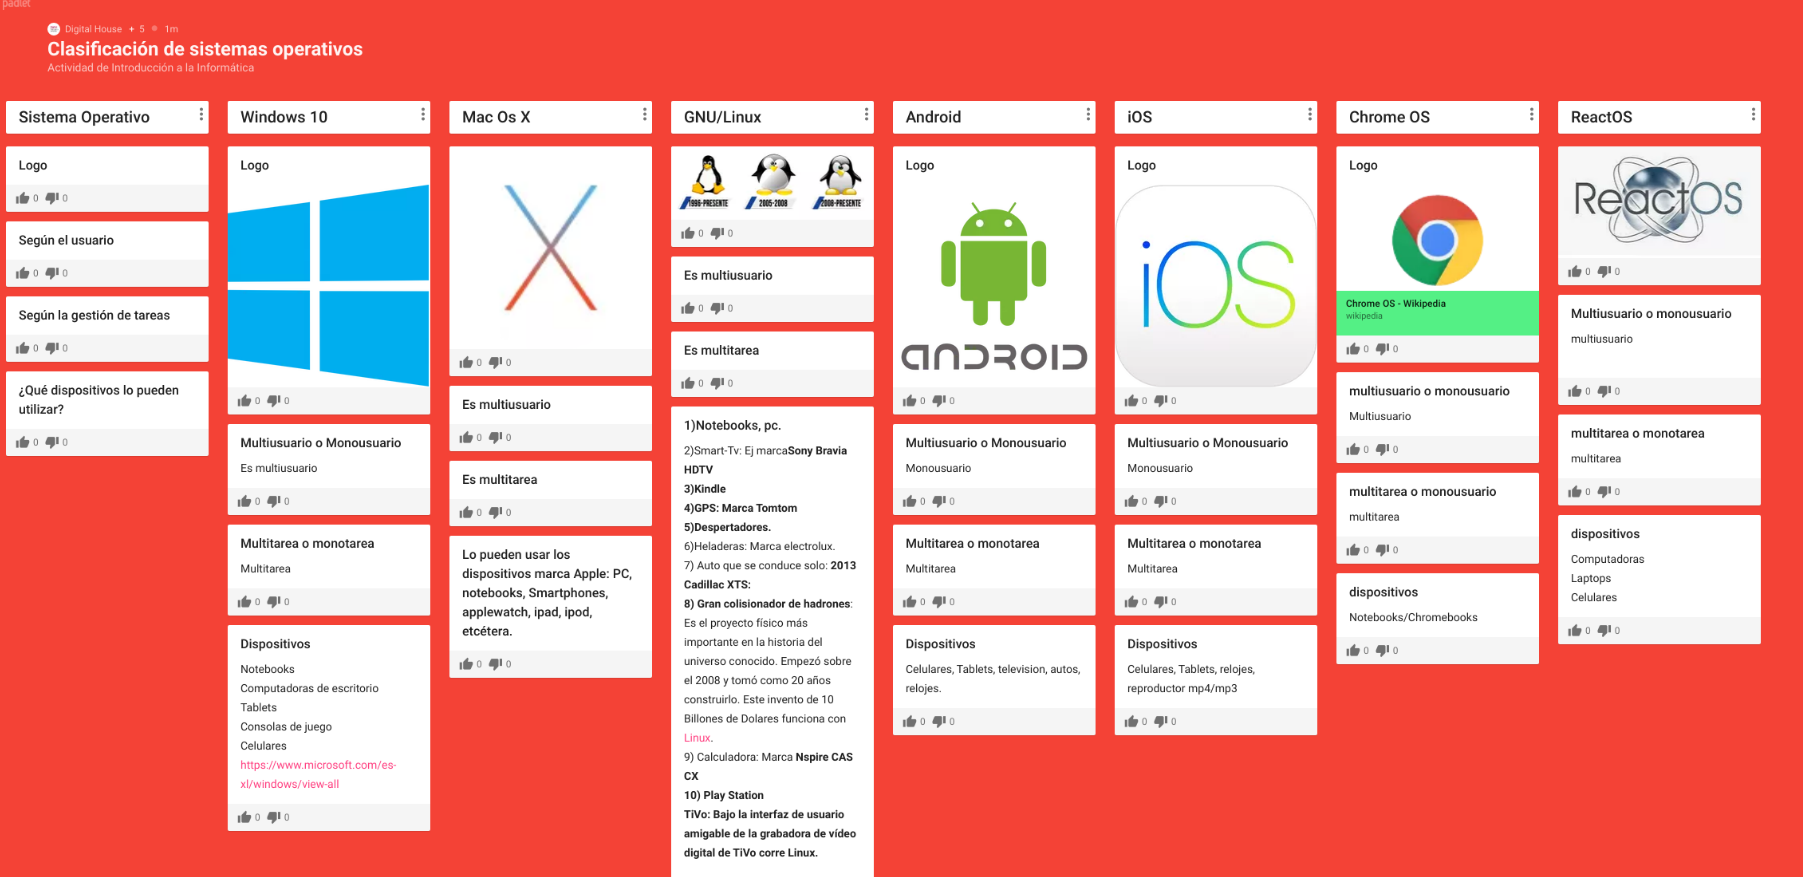 padlet
Digital House + 5 • 1m
Clasificación de sistemas operativos
Actividad de Introducción a la Informática
Sistema Operativo
Logo
0 0
Según el usuario
0 0
Según la gestión de tareas
0 0
¿Qué dispositivos lo pueden
utilizar?
0 0
Windows 10
Logo
0 0
Multiusuario o Monousuario
Es multiusuario
0 0
Multitarea o monotarea
Multitarea
0 0
Dispositivos
Notebooks
Computadoras de escritorio
Tablets
Consolas de juego
Celulares
https://www.microsoft.com/es-
xl/windows/view-all
0 0
Mac Os X
0 0
Es multiusuario
0 0
Es multitarea
0 0
Lo pueden usar los
dispositivos marca Apple: PC,
notebooks, Smartphones,
applewatch, ipad, ipod,
etcétera.
0 0
GNU/Linux
1996-PRESENTE 2005-2008 2008-PRESENTE
0 0
Es multiusuario
0 0
Es multitarea
0 0
1)Notebooks, pc.
2)Smart-Tv: Ej marcaSony Bravia
HDTV
3)Kindle
4)GPS: Marca Tomtom
5)Despertadores.
6)Heladeras: Marca electrolux.
7) Auto que se conduce solo: 2013
Cadillac XTS:
8) Gran colisionador de hadrones:
Es el proyecto físico más
importante en la historia del
universo conocido. Empezó sobre
el 2008 y tomó como 20 años
construirlo. Este invento de 10
Billones de Dolares funciona con
Linux.
9) Calculadora: Marca Nspire CAS
CX
10) Play Station
TiVo: Bajo la interfaz de usuario
amigable de la grabadora de vídeo
digital de TiVo corre Linux.
Android
Logo
ANDROID
0 0
Multiusuario o Monousuario
Monousuario
0 0
Multitarea o monotarea
Multitarea
0 0
Dispositivos
Celulares, Tablets, television, autos,
relojes.
0 0
iOS
Logo
iOS
0 0
Multiusuario o Monousuario
Monousuario
0 0
Multitarea o monotarea
Multitarea
0 0
Dispositivos
Celulares, Tablets, relojes,
reproductor mp4/mp3
0 0
Chrome OS
Logo
Chrome OS - Wikipedia
wikipedia
0 0
multiusuario o monousuario
Multiusuario
0 0
multitarea o monousuario
multitarea
0 0
dispositivos
Notebooks/Chromebooks
0 0
ReactOS
ReactOS
0 0
Multiusuario o monousuario
multiusuario
0 0
multitarea o monotarea
multitarea
0 0
dispositivos
Computadoras
Laptops
Celulares
0 0